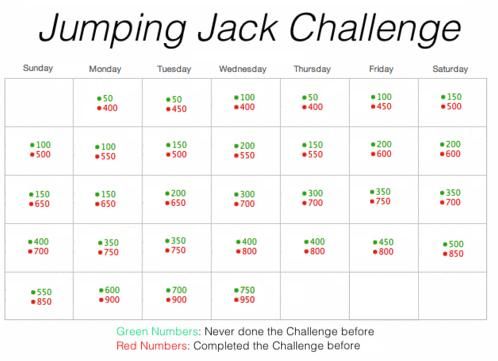 Jumping Jack Challenge
Sunday Monday Tuesday Wednesday Thursday Friday Saturday
50 50 100 50 100 150
400 450 400 400 450 500
100 100 150 200 150 200 200
500 550 500 550 550 600 600
150 150 200 300 300 350 350
650 650 650 700 700 750 700
400 350 350 400 400 450 500
700 750 750 800 800 800 850
550 600 700 750
850 900 900 950
Green Numbers: Never done the Challenge before
Red Numbers: Completed the Challenge before